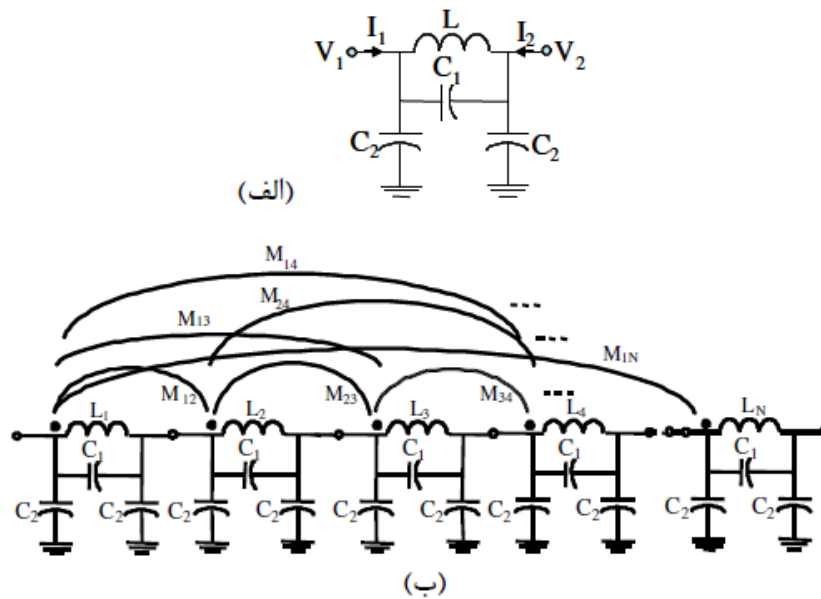 I₁ L I₂
V₁ V₂
C₁
C₂ C₂
(الف)
M₁₄
M₂₄
M₁₃
M₁N
M₁₂ M₂₃ M₃₄
L₁ L₂ L₃ L₄ LN
C₁ C₁ C₁ C₁ C₁
C₂ C₂ C₂ C₂ C₂ C₂ C₂ C₂ C₂ C₂
(ب)